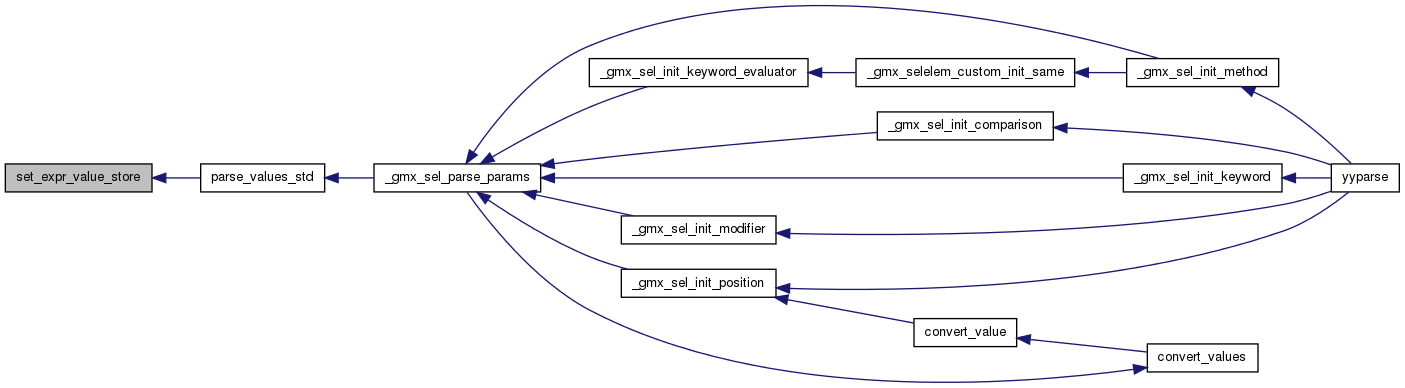 set_expr_value_store
parse_values_std
_gmx_sel_parse_params
_gmx_sel_init_keyword_evaluator
_gmx_selelem_custom_init_same
_gmx_sel_init_method
_gmx_sel_init_comparison
_gmx_sel_init_keyword
yyparse
_gmx_sel_init_modifier
_gmx_sel_init_position
convert_value
convert_values